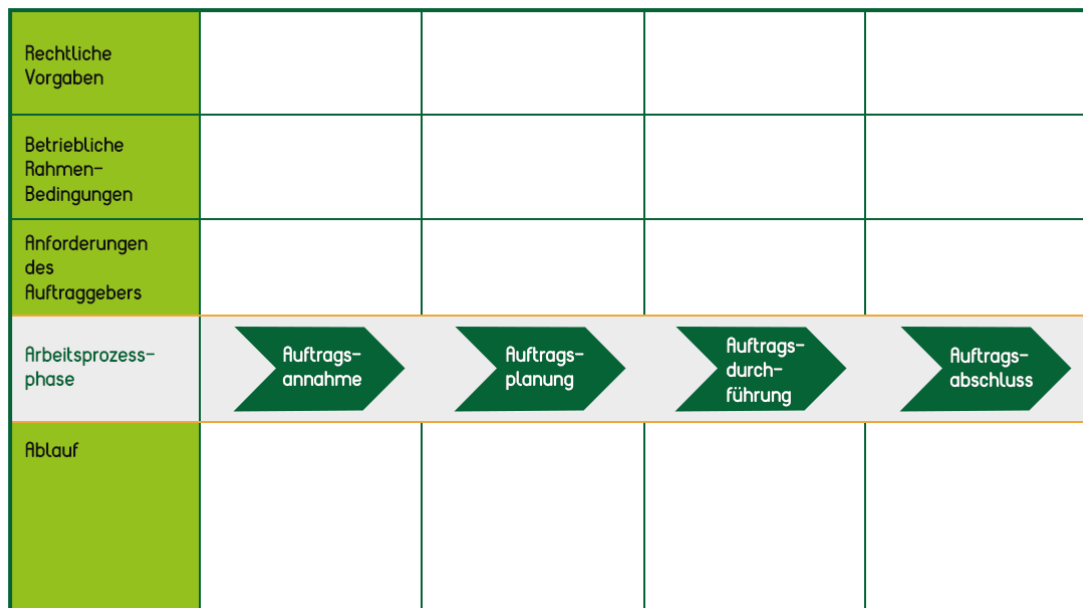 Rechtliche
Vorgaben
Betriebliche
Rahmen-
Bedingungen
Anforderungen
des
Auftraggebers
Arbeitsprozess-
phase
Auftrags-
annahme
Auftrags-
planung
Auftrags-
durch-
führung
Auftrags-
abschluss
Ablauf